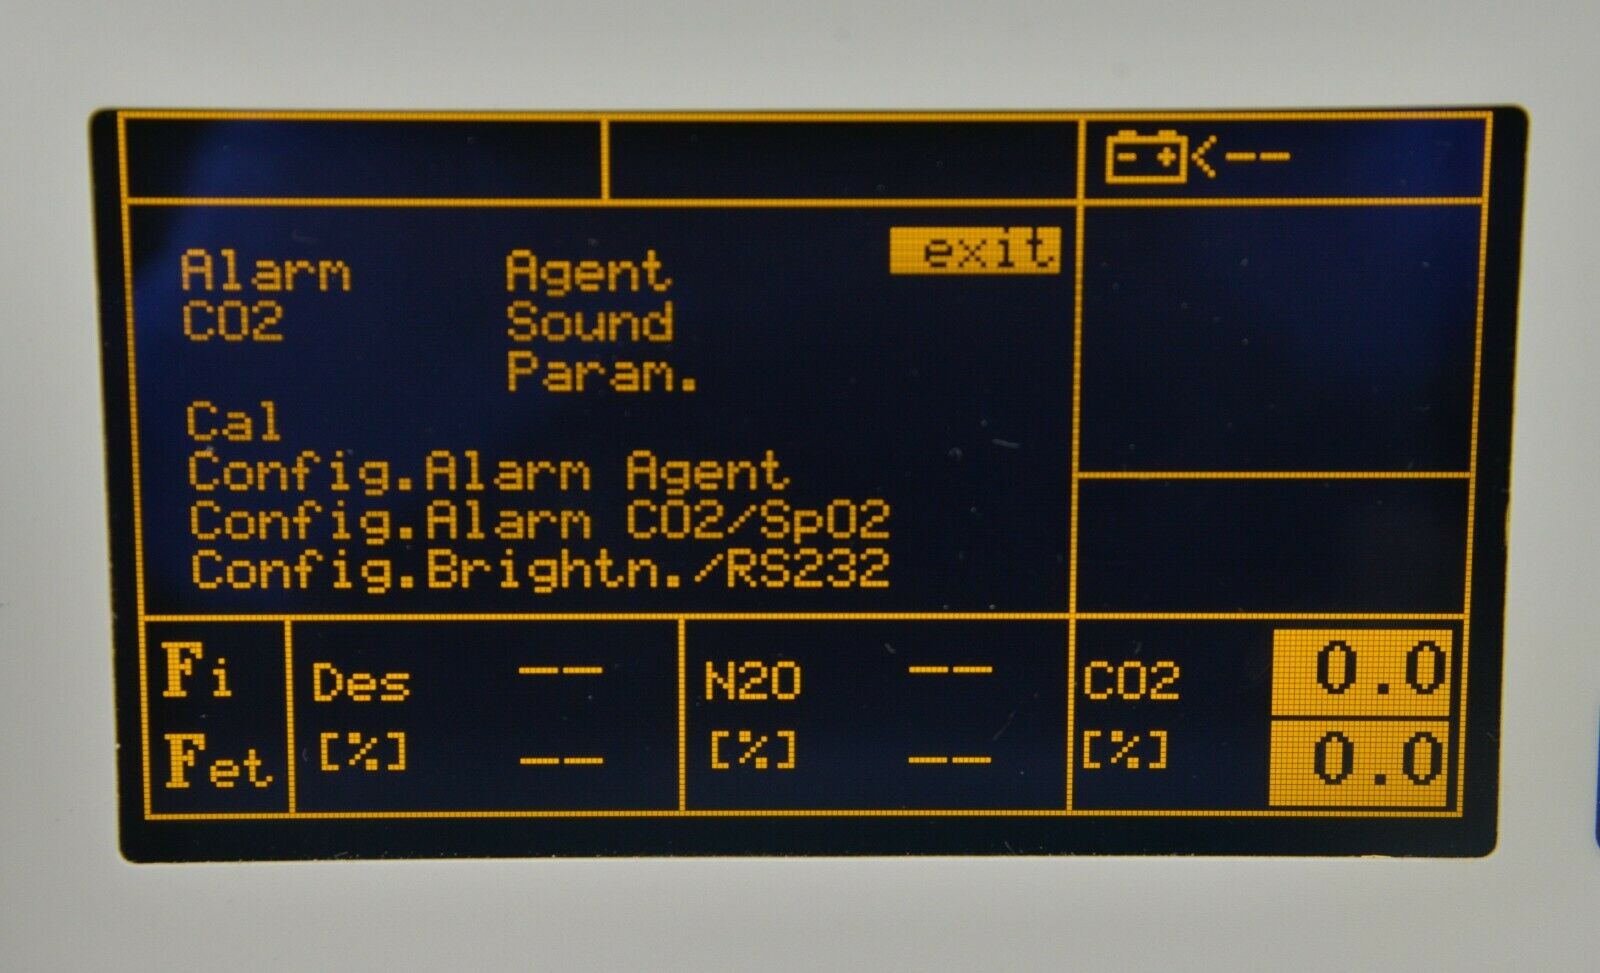 - + <--
exit
Alarm Agent
CO2 Sound
Param.
Cal
Config.Alarm Agent
Config.Alarm CO2/SpO2
Config.Brightn./RS232
Fi Des -- N2O -- CO2 0.0
Fet [%] -- [%] -- [%] 0.0